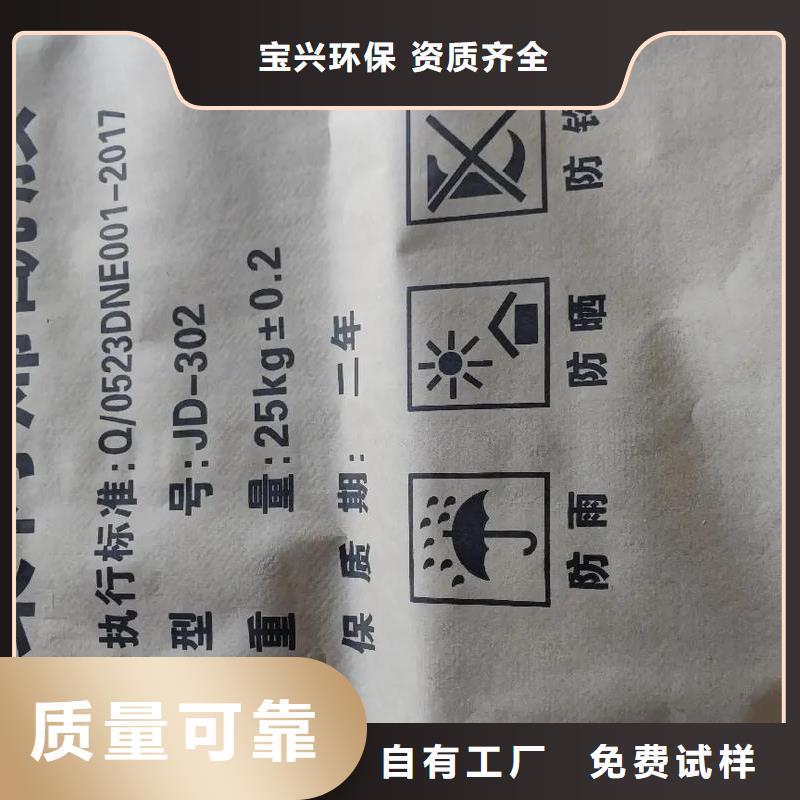 宝兴环保 资质齐全
执行标准:Q/0523DNE001-2017
型 号:JD-302
重 量:25kg±0.2
保 质 期: 二年
防
防 晒
防 雨
质量可靠
自有工厂 免费试样